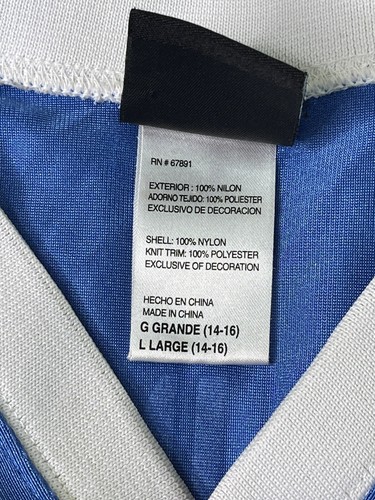 RN # 67891
EXTERIOR : 100% NILON
ADORNO TEJIDO: 100% POLIESTER
EXCLUSIVO DE DECORACION
SHELL: 100% NYLON
KNIT TRIM: 100% POLYESTER
EXCLUSIVE OF DECORATION
HECHO EN CHINA
MADE IN CHINA
G GRANDE (14-16)
L LARGE (14-16)